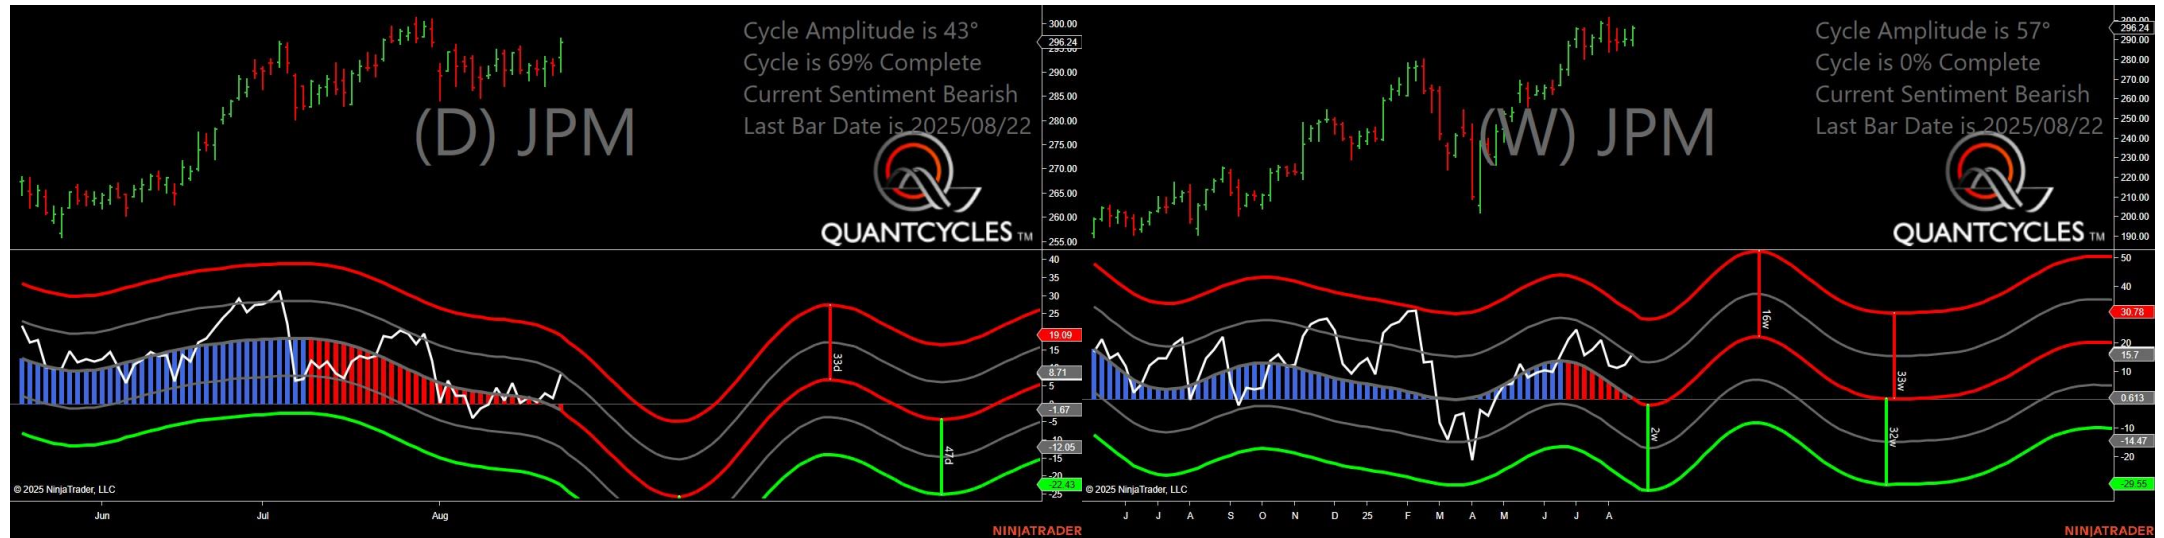 Cycle Amplitude is 43°
Cycle is 69% Complete
Current Sentiment Bearish
Last Bar Date is 2025/08/22
(D) JPM
QUANTCYCLES TM
300.00
296.24
290.00
285.00
280.00
275.00
270.00
265.00
260.00
255.00
40
35
30
25
19.09
15
8.71
5
-1.67
-5
-12.05
-15
-22.43
-25
33d
47d
© 2025 NinjaTrader, LLC
Jun Jul Aug
NINJATRADER
Cycle Amplitude is 57°
Cycle is 0% Complete
Current Sentiment Bearish
Last Bar Date is 2025/08/22
(W) JPM
QUANTCYCLES TM
300.00
296.24
290.00
280.00
270.00
260.00
250.00
240.00
230.00
220.00
210.00
200.00
190.00
50
40
30.78
20
15.7
10
0.613
-10
-14.47
-20
-29.55
2w
16w
33w
32w
© 2025 NinjaTrader, LLC
J J A S O N D 25 F M A M J J A
NINJATRADER